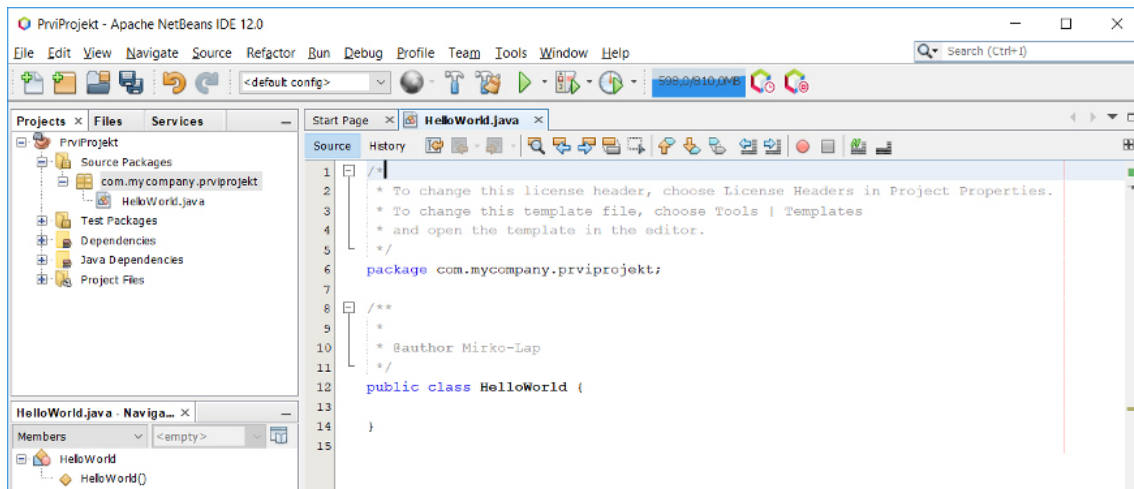 PrviProjekt - Apache NetBeans IDE 12.0
File Edit View Navigate Source Refactor Run Debug Profile Team Tools Window Help
Search (Ctrl+I)
<default config>
598,0/810,0MB
Projects Files Services
PrviProjekt
Source Packages
com.mycompany.prviprojekt
HelloWorld.java
Test Packages
Dependencies
Java Dependencies
Project Files
HelloWorld.java - Naviga...
Members <empty>
HelloWorld
HelloWorld()
Start Page HelloWorld.java
Source History
1 /*
2 * To change this license header, choose License Headers in Project Properties.
3 * To change this template file, choose Tools | Templates
4 * and open the template in the editor.
5 */
6 package com.mycompany.prviprojekt;
7
8 /**
9 *
10 * @author Mirko-Lap
11 */
12 public class HelloWorld {
13
14 }
15